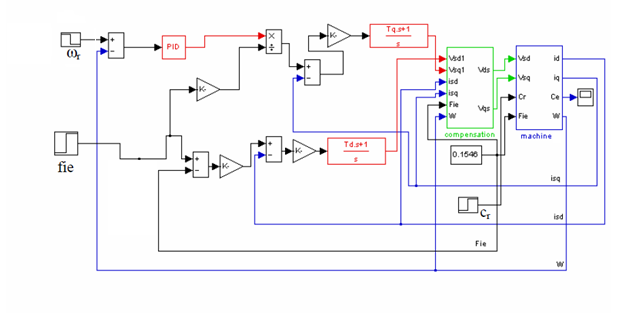 ωr
PID
×
÷
K-
Tq.s+1
s
Vsd1
Vsq1
isd
isq
Fie
W
Vds
Vqs
compensation
Vsd
Vsq
Cr
Fie
id
iq
Ce
W
machine
K-
fie
K-
K-
Td.s+1
s
0.1546
cr
isq
isd
Fie
W